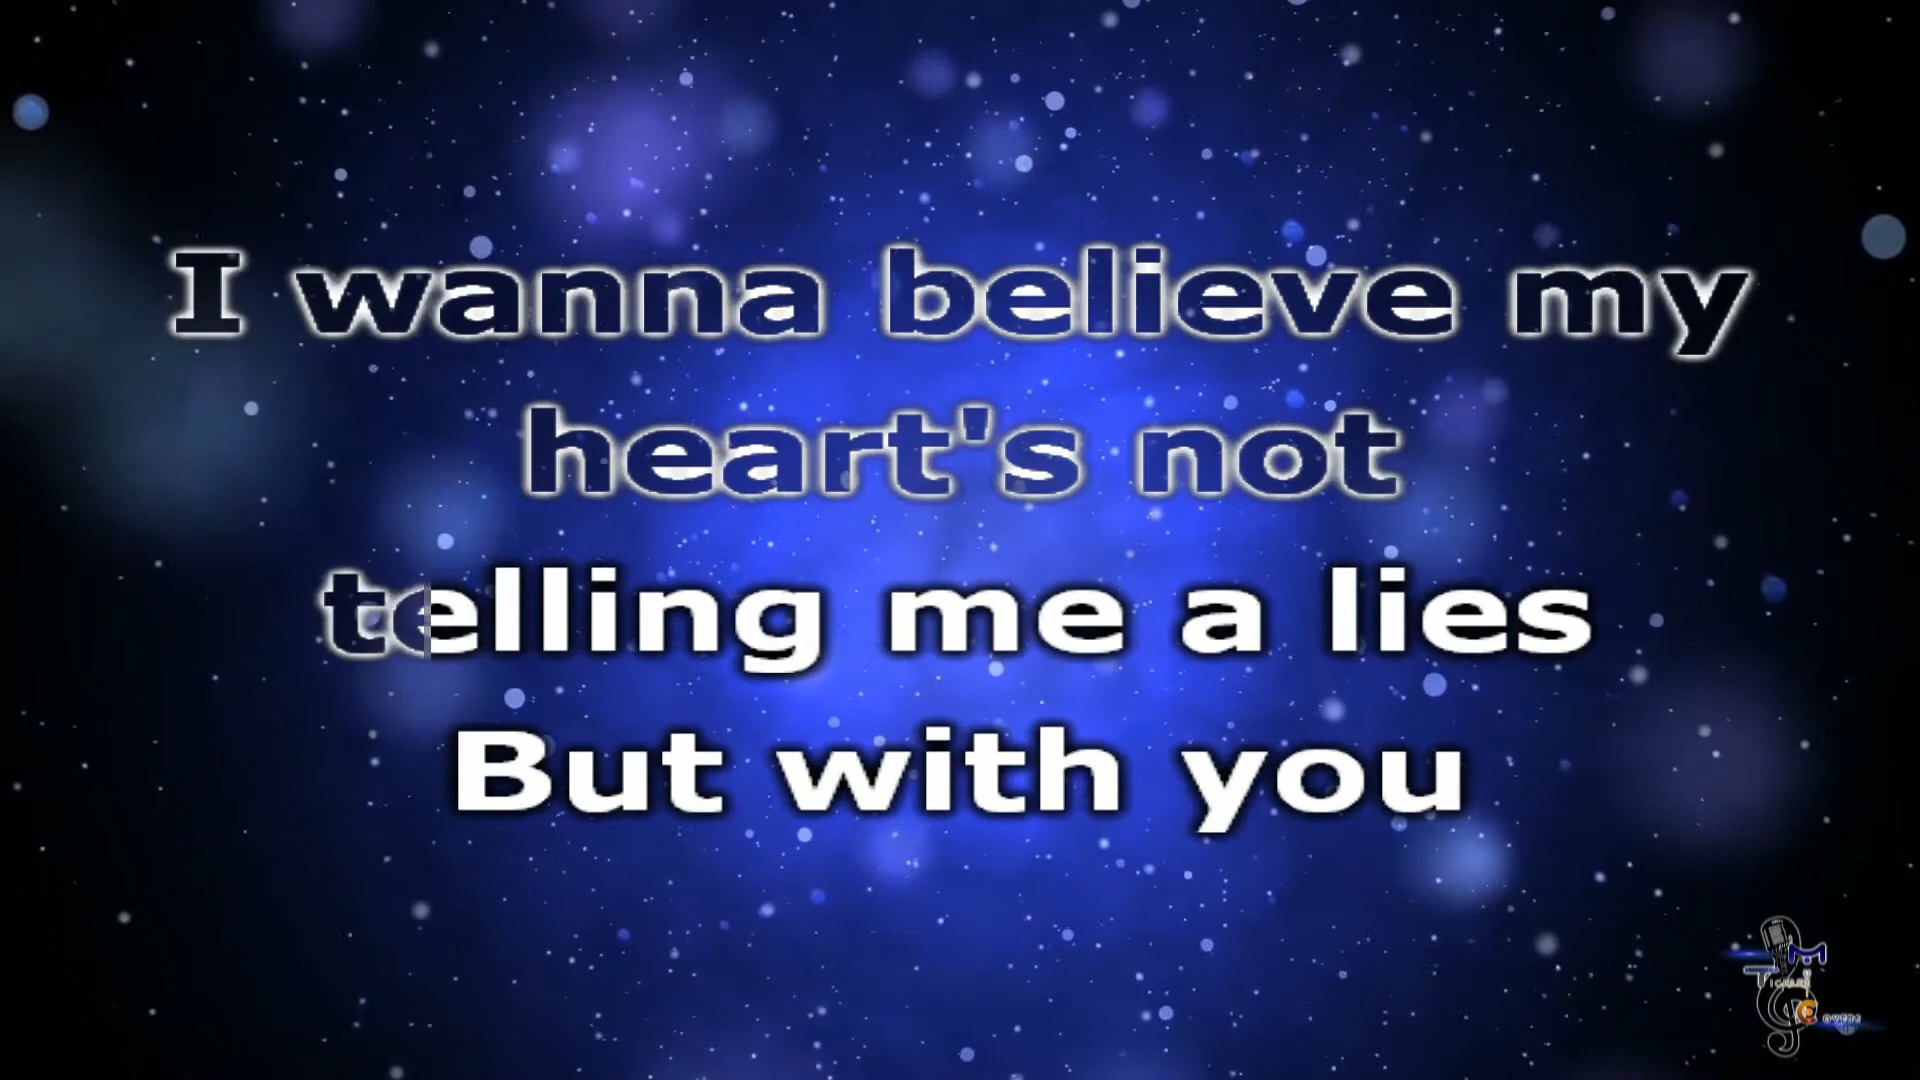 I wanna believe my
heart's not
telling me a lies
But with you